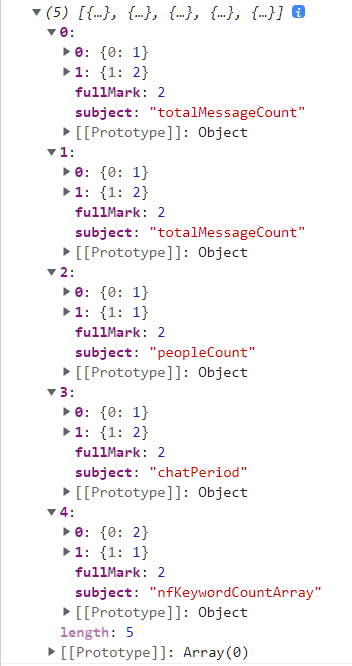 ▼(5) [{…}, {…}, {…}, {…}, {…}] i
▼0:
▶0: {0: 1}
▶1: {1: 2}
fullMark: 2
subject: "totalMessageCount"
▶[[Prototype]]: Object
▼1:
▶0: {0: 1}
▶1: {1: 2}
fullMark: 2
subject: "totalMessageCount"
▶[[Prototype]]: Object
▼2:
▶0: {0: 1}
▶1: {1: 1}
fullMark: 2
subject: "peopleCount"
▶[[Prototype]]: Object
▼3:
▶0: {0: 1}
▶1: {1: 2}
fullMark: 2
subject: "chatPeriod"
▶[[Prototype]]: Object
▼4:
▶0: {0: 2}
▶1: {1: 1}
fullMark: 2
subject: "nfKeywordCountArray"
▶[[Prototype]]: Object
length: 5
▶[[Prototype]]: Array(0)